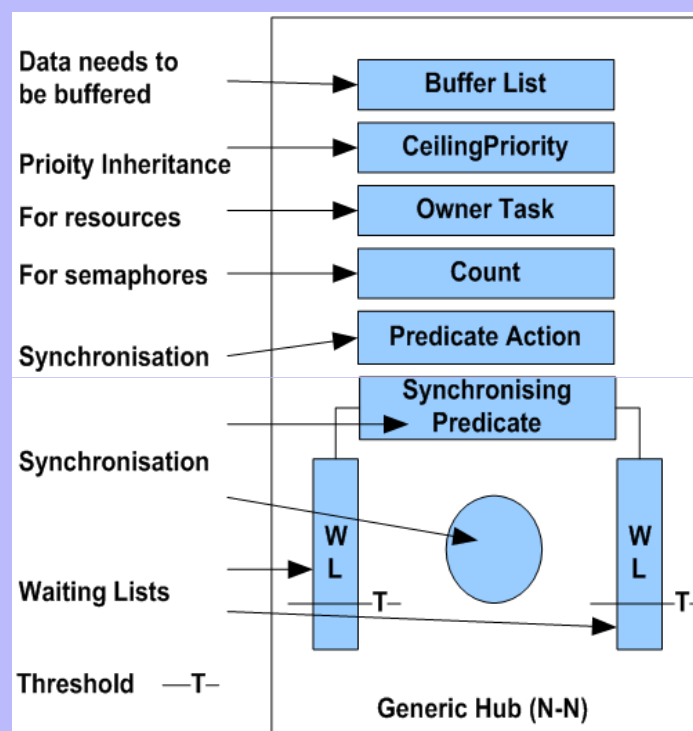 Data needs to
be buffered
Buffer List
Prioity Inheritance
CeilingPriority
For resources
Owner Task
For semaphores
Count
Synchronisation
Predicate Action
Synchronising
Predicate
Synchronisation
W
L
W
L
Waiting Lists
T
T
Threshold —T–
Generic Hub (N-N)